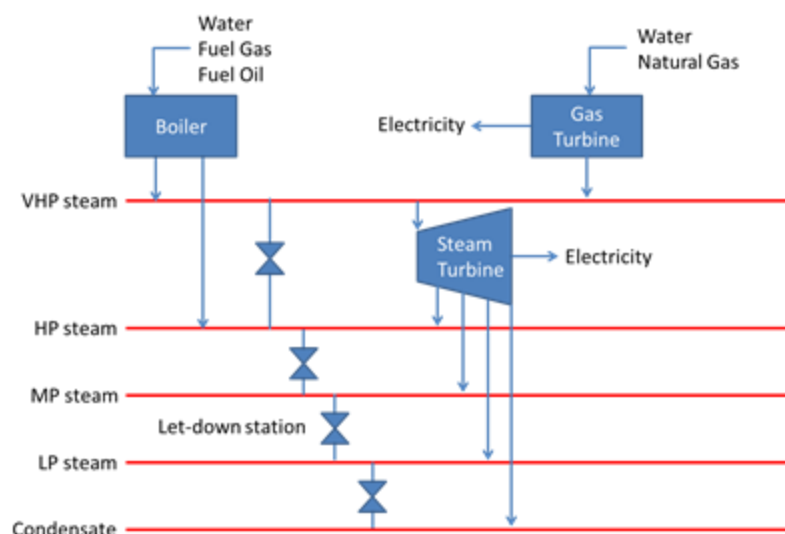 Water
Fuel Gas
Fuel Oil
Water
Natural Gas
Boiler
Electricity
Gas
Turbine
VHP steam
Steam
Turbine
Electricity
HP steam
MP steam
Let-down station
LP steam
Condensate